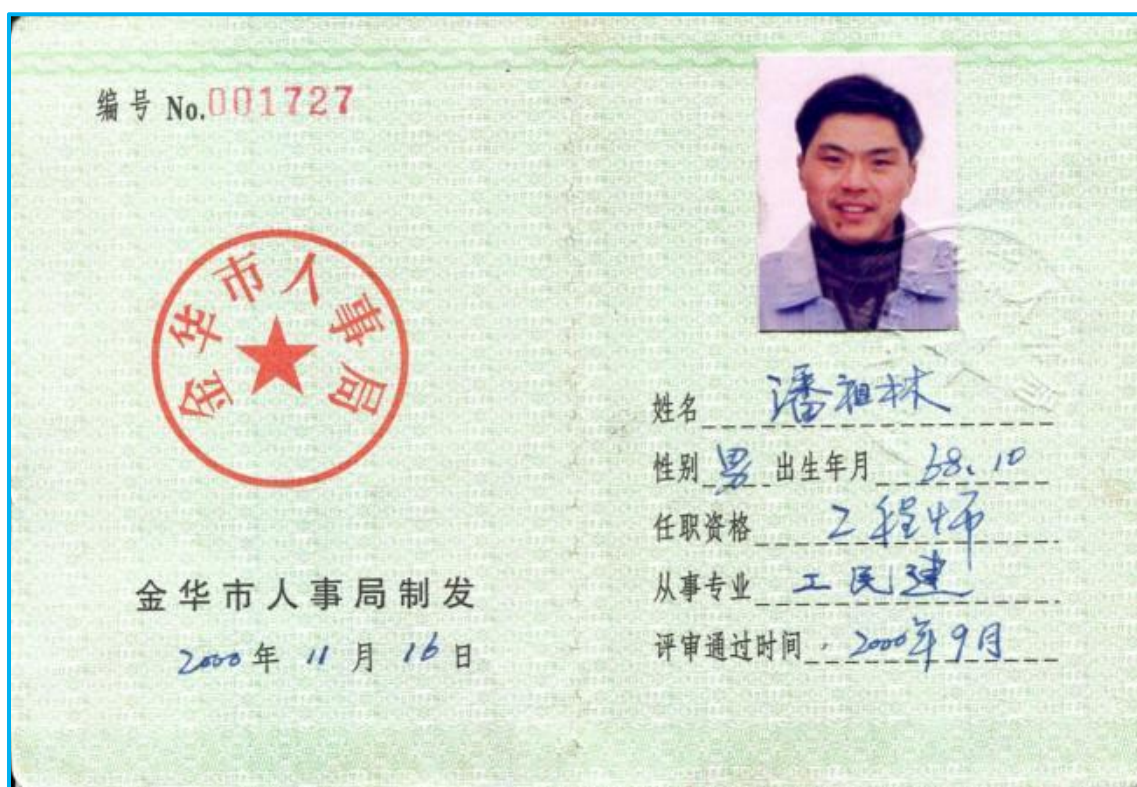 编号 No.001727
金华市人事局
金华市人事局制发
2000年 11月 16日
姓名 潘祖林
性别 男 出生年月 68.10
任职资格 工程师
从事专业 工民建
评审通过时间 2000年9月